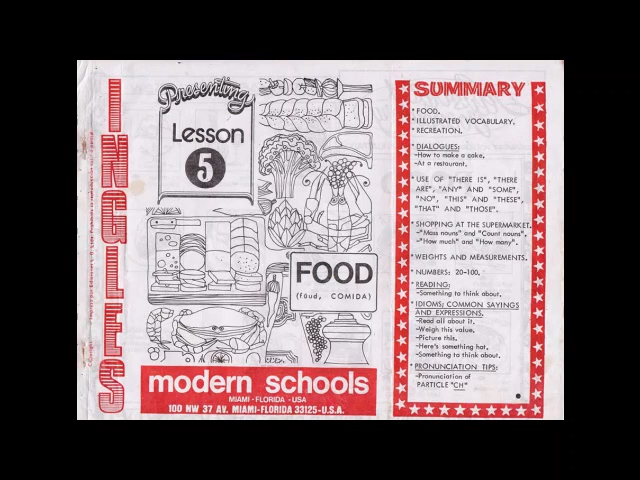 INNGLEES
Presenting
Lesson
5
FOOD
(fúud, COMIDA)
modern schools
MIAMI - FLORIDA - USA
100 NW 37 AV. MIAMI-FLORIDA 33125-U.S.A.
SUMMARY
* FOOD.
* ILLUSTRATED VOCABULARY,
RECREATION.
* DIALOGUES:
-How to make a cake,
-At a restaurant,
* USE OF "THERE IS", "THERE
ARE", "ANY" AND "SOME",
"NO", "THIS" AND "THESE",
"THAT" AND "THOSE".
* SHOPPING AT THE SUPERMARKET.
-"Mass nouns" and "Count nouns",
-"How much" and "How many".
* WEIGHTS AND MEASUREMENTS.
* NUMBERS: 20-100.
* READING:
-Something to think about.
* IDIOMS; COMMON SAYINGS
AND EXPRESSIONS.
-Read all about it.
-Weigh this value.
-Picture this.
-Here's something hot.
-Something to think about.
* PRONUNCIATION TIPS:
-Pronunciation of
PARTICLE "CH"